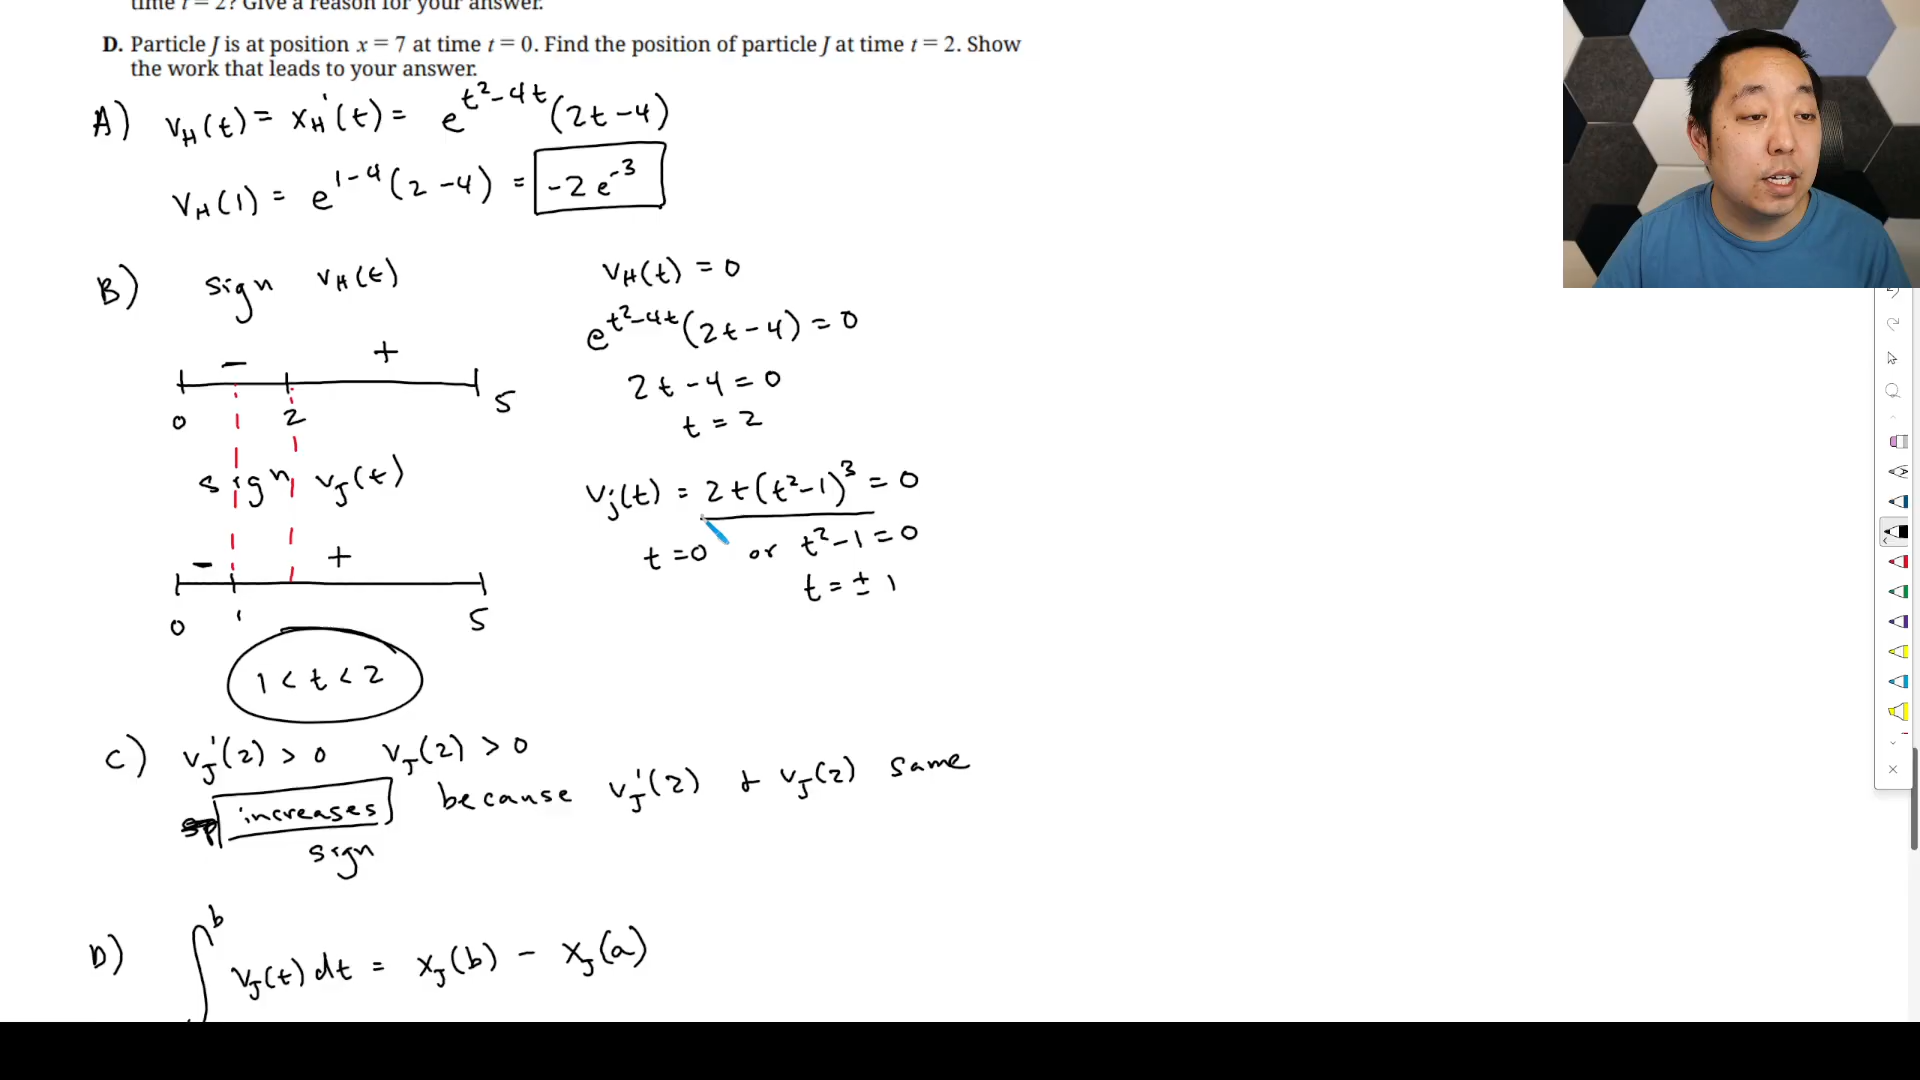 time t = 2? Give a reason for your answer.
D. Particle J is at position x = 7 at time t = 0. Find the position of particle J at time t = 2. Show
the work that leads to your answer.
A) v_H(t) = x_H'(t) = e^{t²-4t}(2t-4)
v_H(1) = e^{1-4}(2-4) = -2e^{-3}
B) sign v_H(t)
- +
0 2 5
sign v_J(t)
- +
0 1 5
1 < t < 2
v_H(t) = 0
e^{t²-4t}(2t-4) = 0
2t-4 = 0
t = 2
v_j(t) = 2t(t²-1)³ = 0
t = 0 or t²-1 = 0
t = ± 1
C) v_J'(2) > 0 v_J(2) > 0
increases because v_J'(2) & v_J(2) same
sign
D) ∫^b v_J(t) dt = x_J(b) - x_J(a)